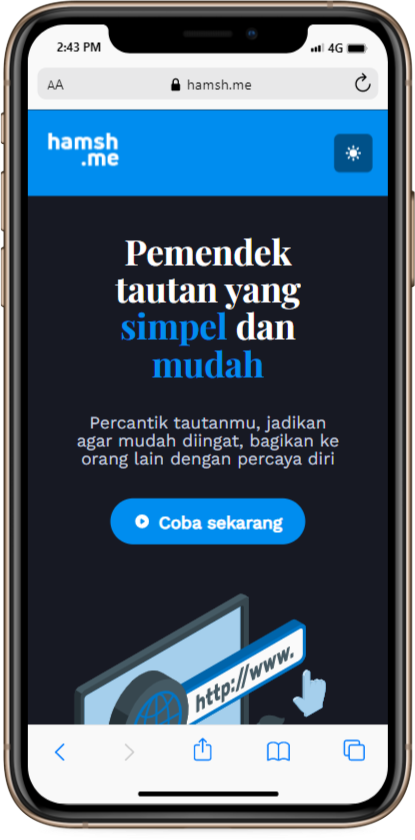 2:43 PM
4G
AA
hamsh.me
hamsh
.me
Pemendek
tautan yang
simpel dan
mudah
Percantik tautanmu, jadikan
agar mudah diingat, bagikan ke
orang lain dengan percaya diri
Coba sekarang
http://www.